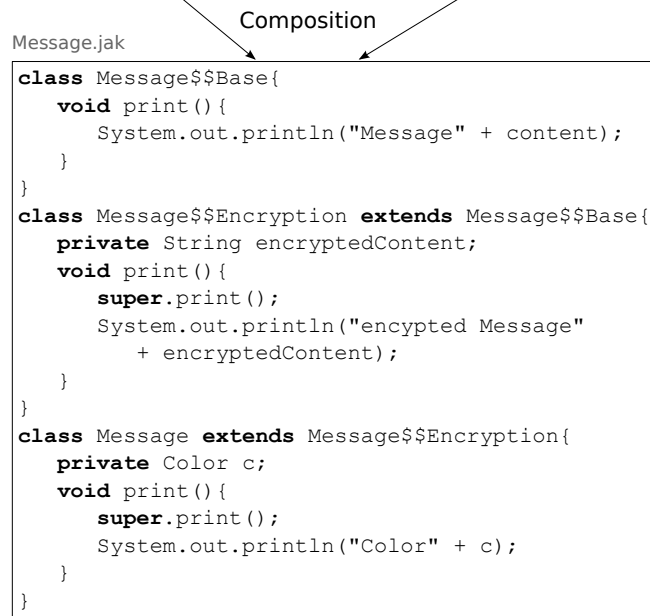 Composition
Message.jak
class Message$$Base{
   void print(){
      System.out.println("Message" + content);
   }
}
class Message$$Encryption extends Message$$Base{
   private String encryptedContent;
   void print(){
      super.print();
      System.out.println("encypted Message"
         + encryptedContent);
   }
}
class Message extends Message$$Encryption{
   private Color c;
   void print(){
      super.print();
      System.out.println("Color" + c);
   }
}